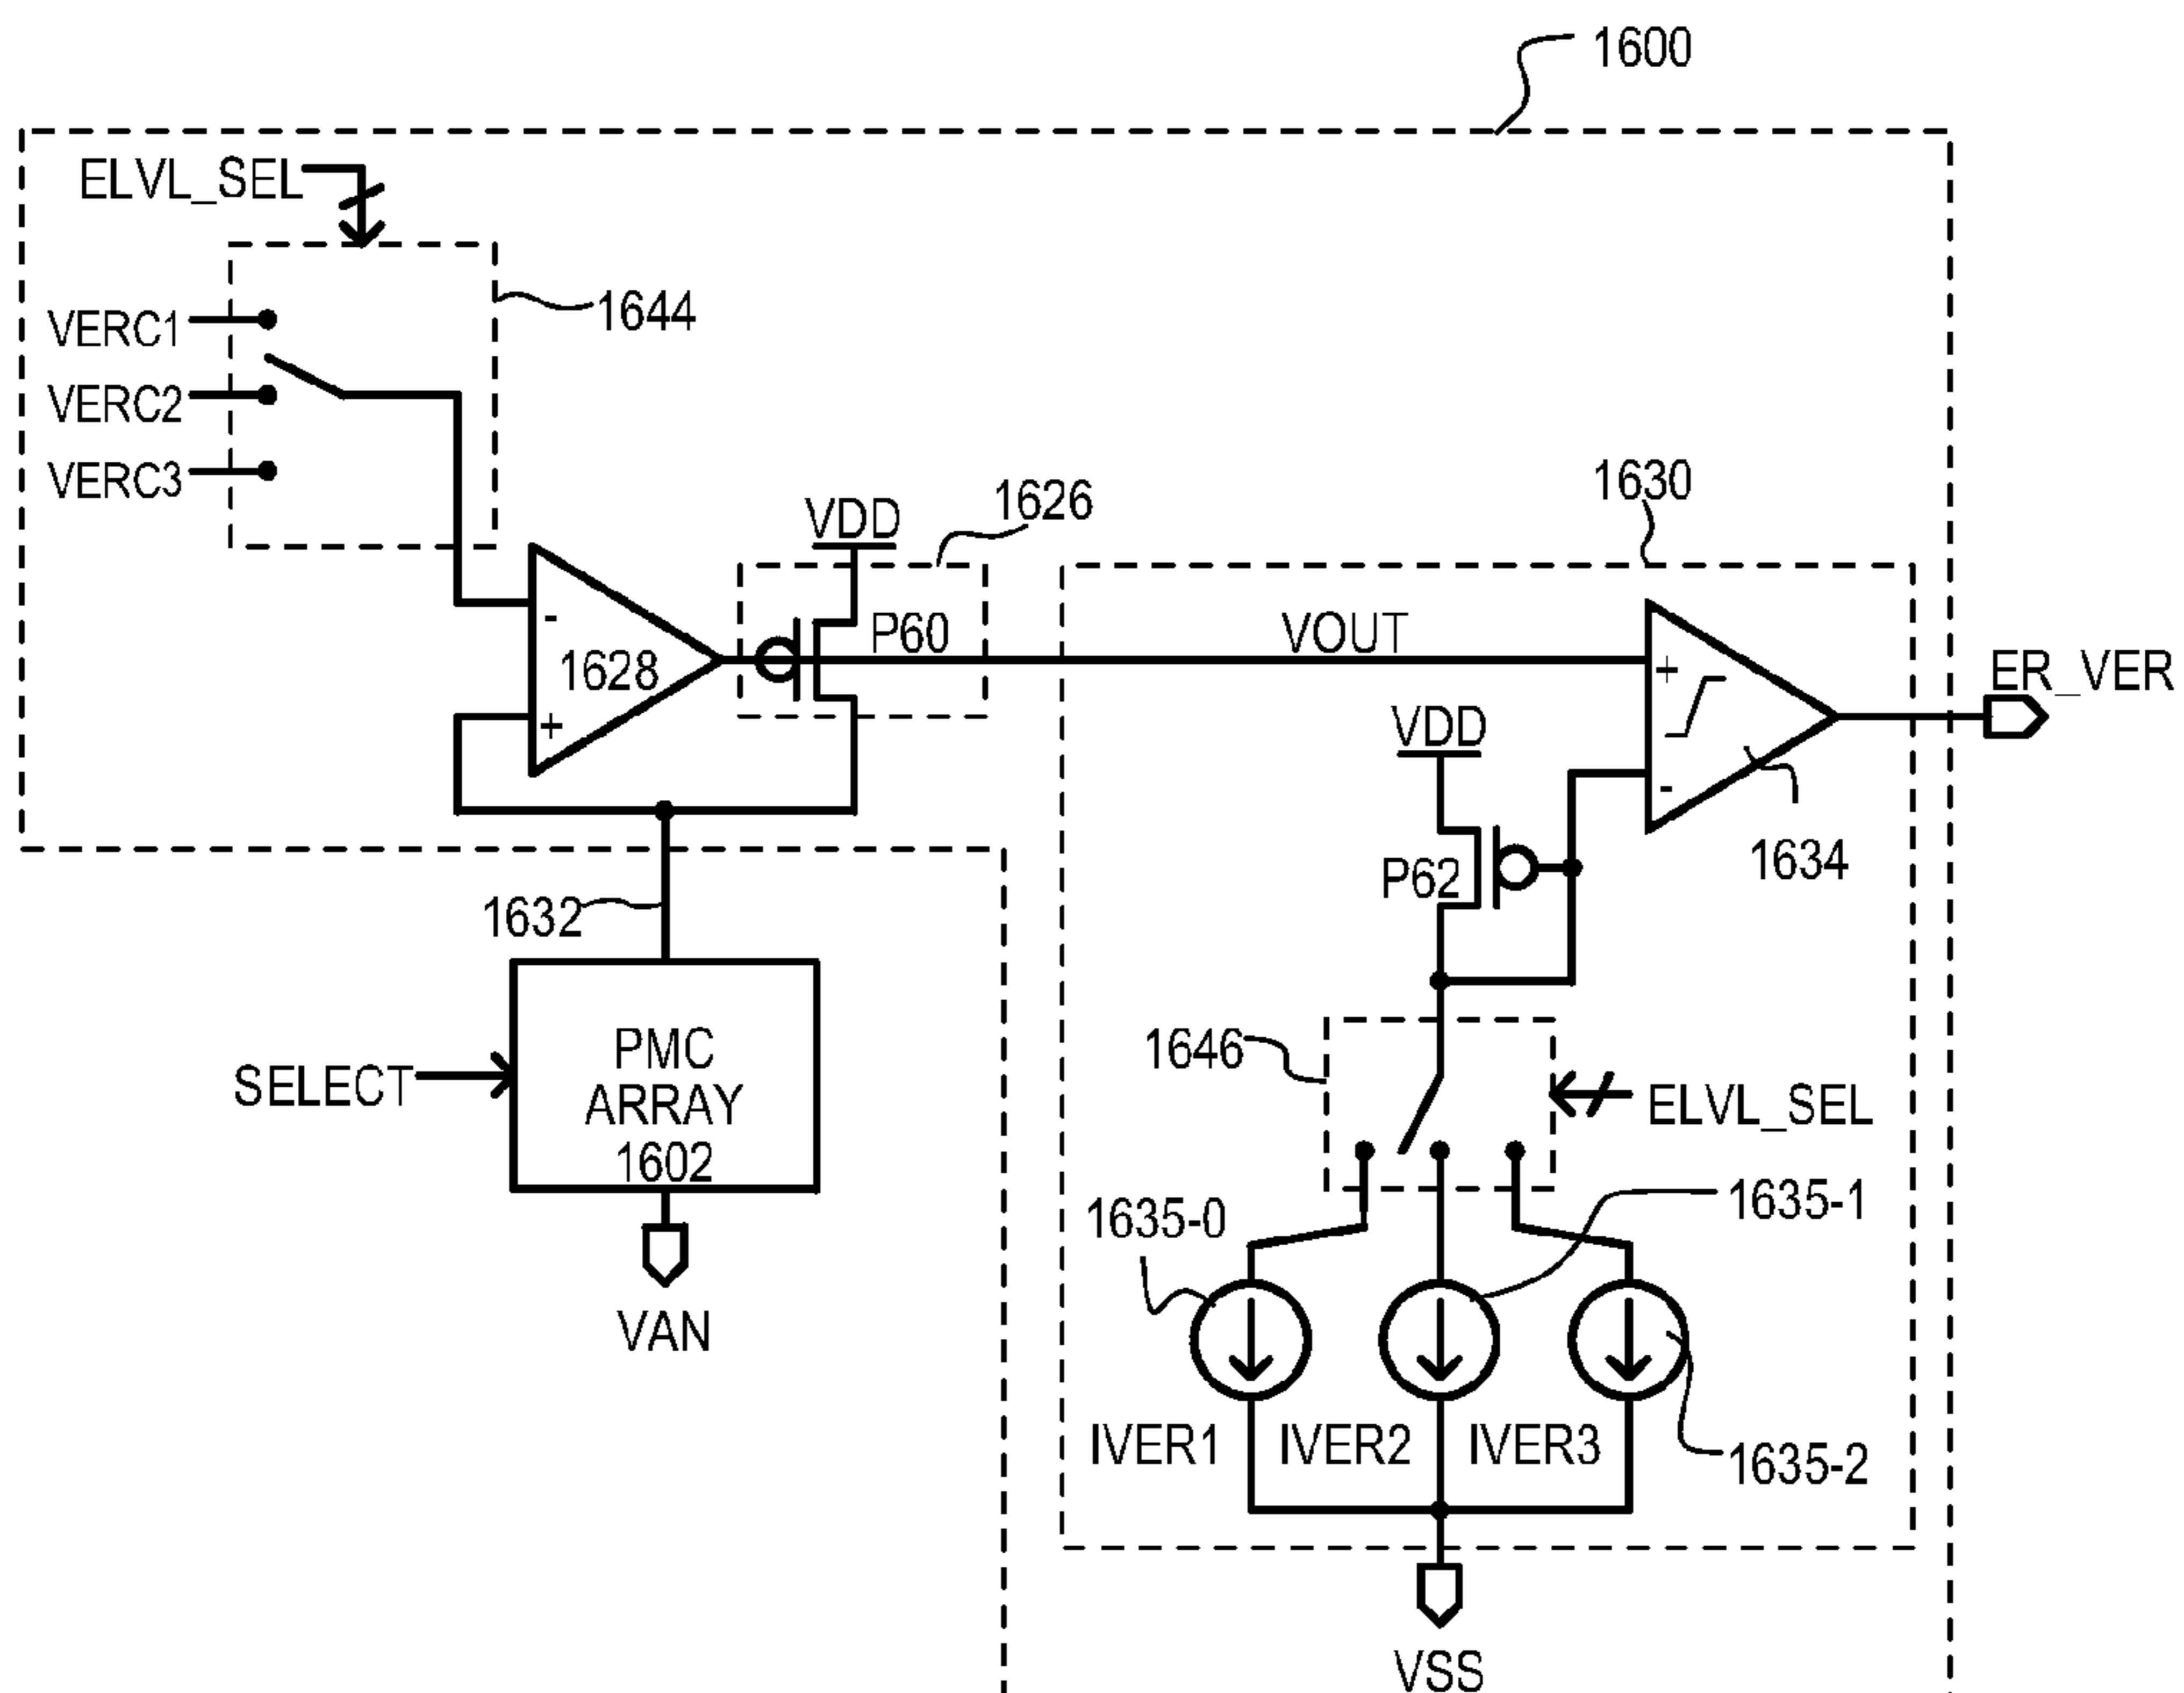 1600
ELVL_SEL
1644
VERC1
VERC2
VERC3
1630
1626
VDD
P60
VOUT
-
1628
+
+
ER_VER
VDD
-
1634
P62
1632
PMC
ARRAY
1602
SELECT
1646
ELVL_SEL
1635-0
1635-1
VAN
IVER1
IVER2
IVER3
1635-2
VSS